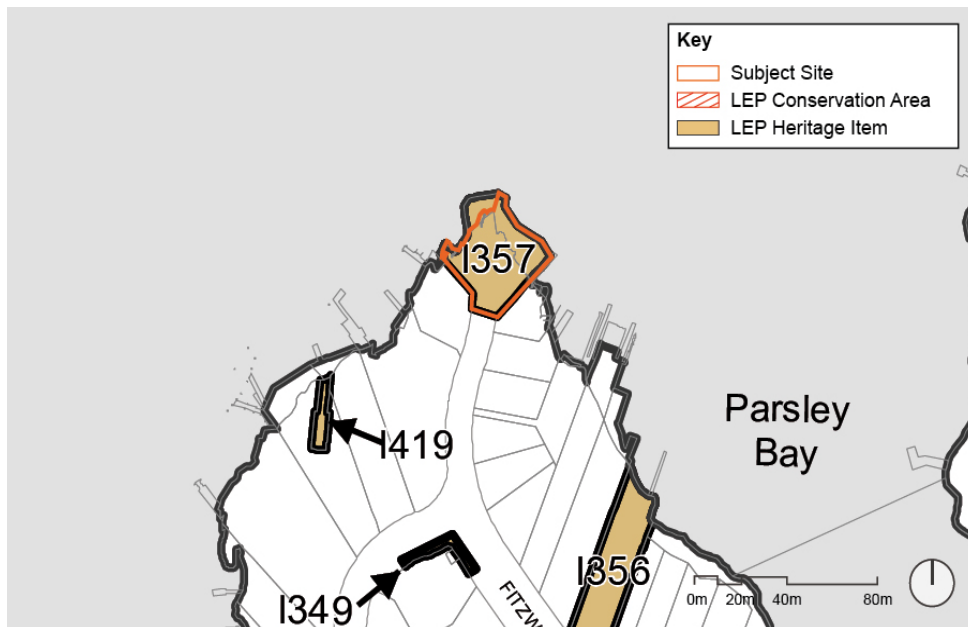 Key
Subject Site
LEP Conservation Area
LEP Heritage Item
I357
I419
Parsley
Bay
I356
I349
FITZW
0m 20m 40m 80m